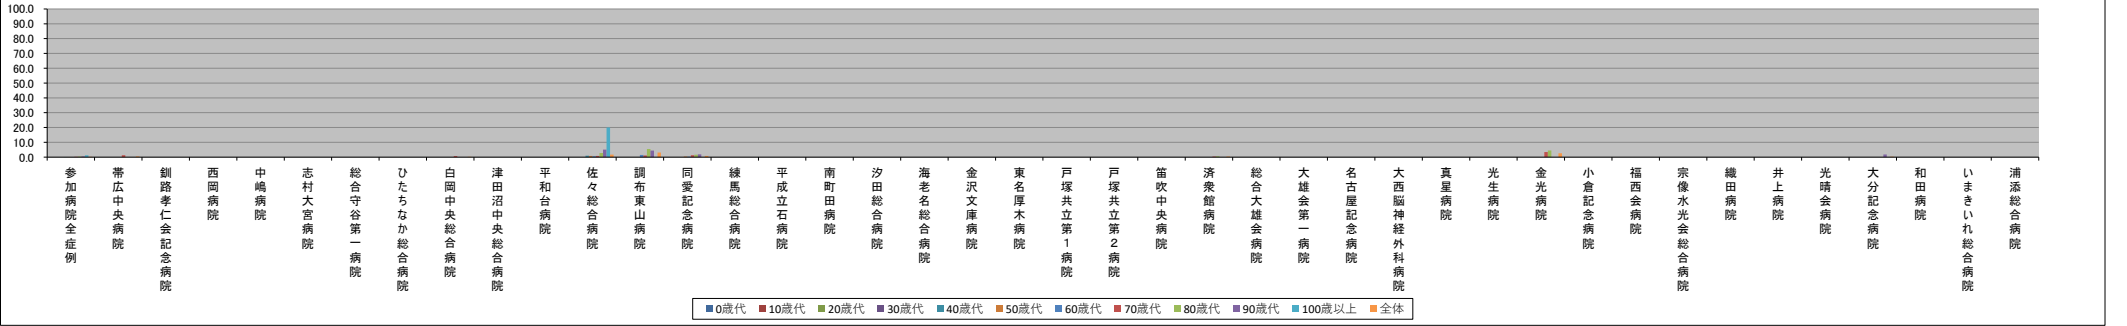 100.0
90.0
80.0
70.0
60.0
50.0
40.0
30.0
20.0
10.0
0.0
参加病院全症例
帯広中央病院
釧路孝仁会記念病院
西岡病院
中嶋病院
志村大宮病院
総合守谷第一病院
ひたちなか総合病院
白岡中央総合病院
津田沼中央総合病院
平和台病院
佐々総合病院
調布東山病院
同愛記念病院
練馬総合病院
平成立石病院
南町田病院
汐田総合病院
海老名総合病院
金沢文庫病院
東名厚木病院
戸塚共立第1病院
戸塚共立第2病院
笛吹中央病院
済衆館病院
総合大雄会病院
大雄会第一病院
名古屋記念病院
大西脳神経外科病院
真星病院
光生病院
金光病院
小倉記念病院
福西会病院
宗像水光会総合病院
織田病院
井上病院
光晴会病院
大分記念病院
和田病院
いまきいれ総合病院
浦添総合病院
0歳代 10歳代 20歳代 30歳代 40歳代 50歳代 60歳代 70歳代 80歳代 90歳代 100歳以上 全体